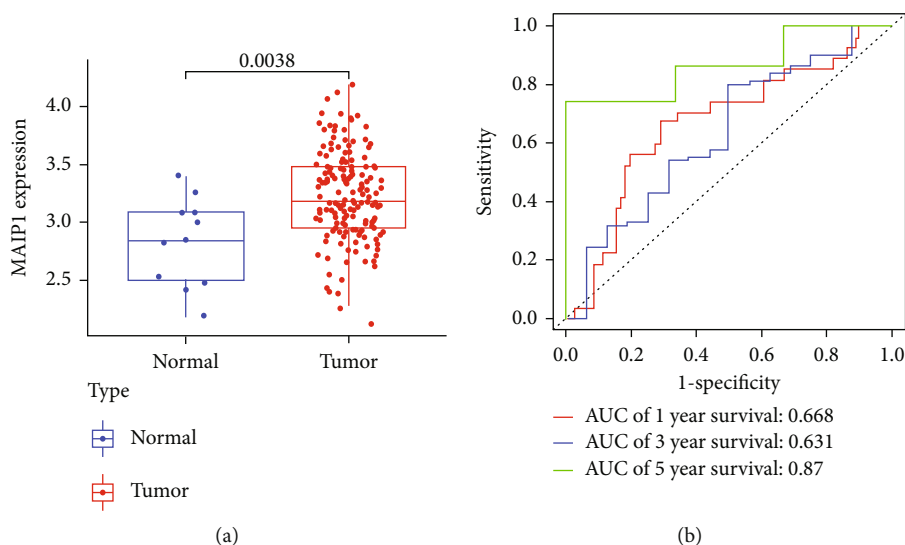 0.0038
MAIP1 expression
4.0
3.5
3.0
2.5
Normal
Tumor
Type
Normal
Tumor
(a)
Sensitivity
1.0
0.8
0.6
0.4
0.2
0.0
0.0 0.2 0.4 0.6 0.8 1.0
1-specificity
AUC of 1 year survival: 0.668
AUC of 3 year survival: 0.631
AUC of 5 year survival: 0.87
(b)